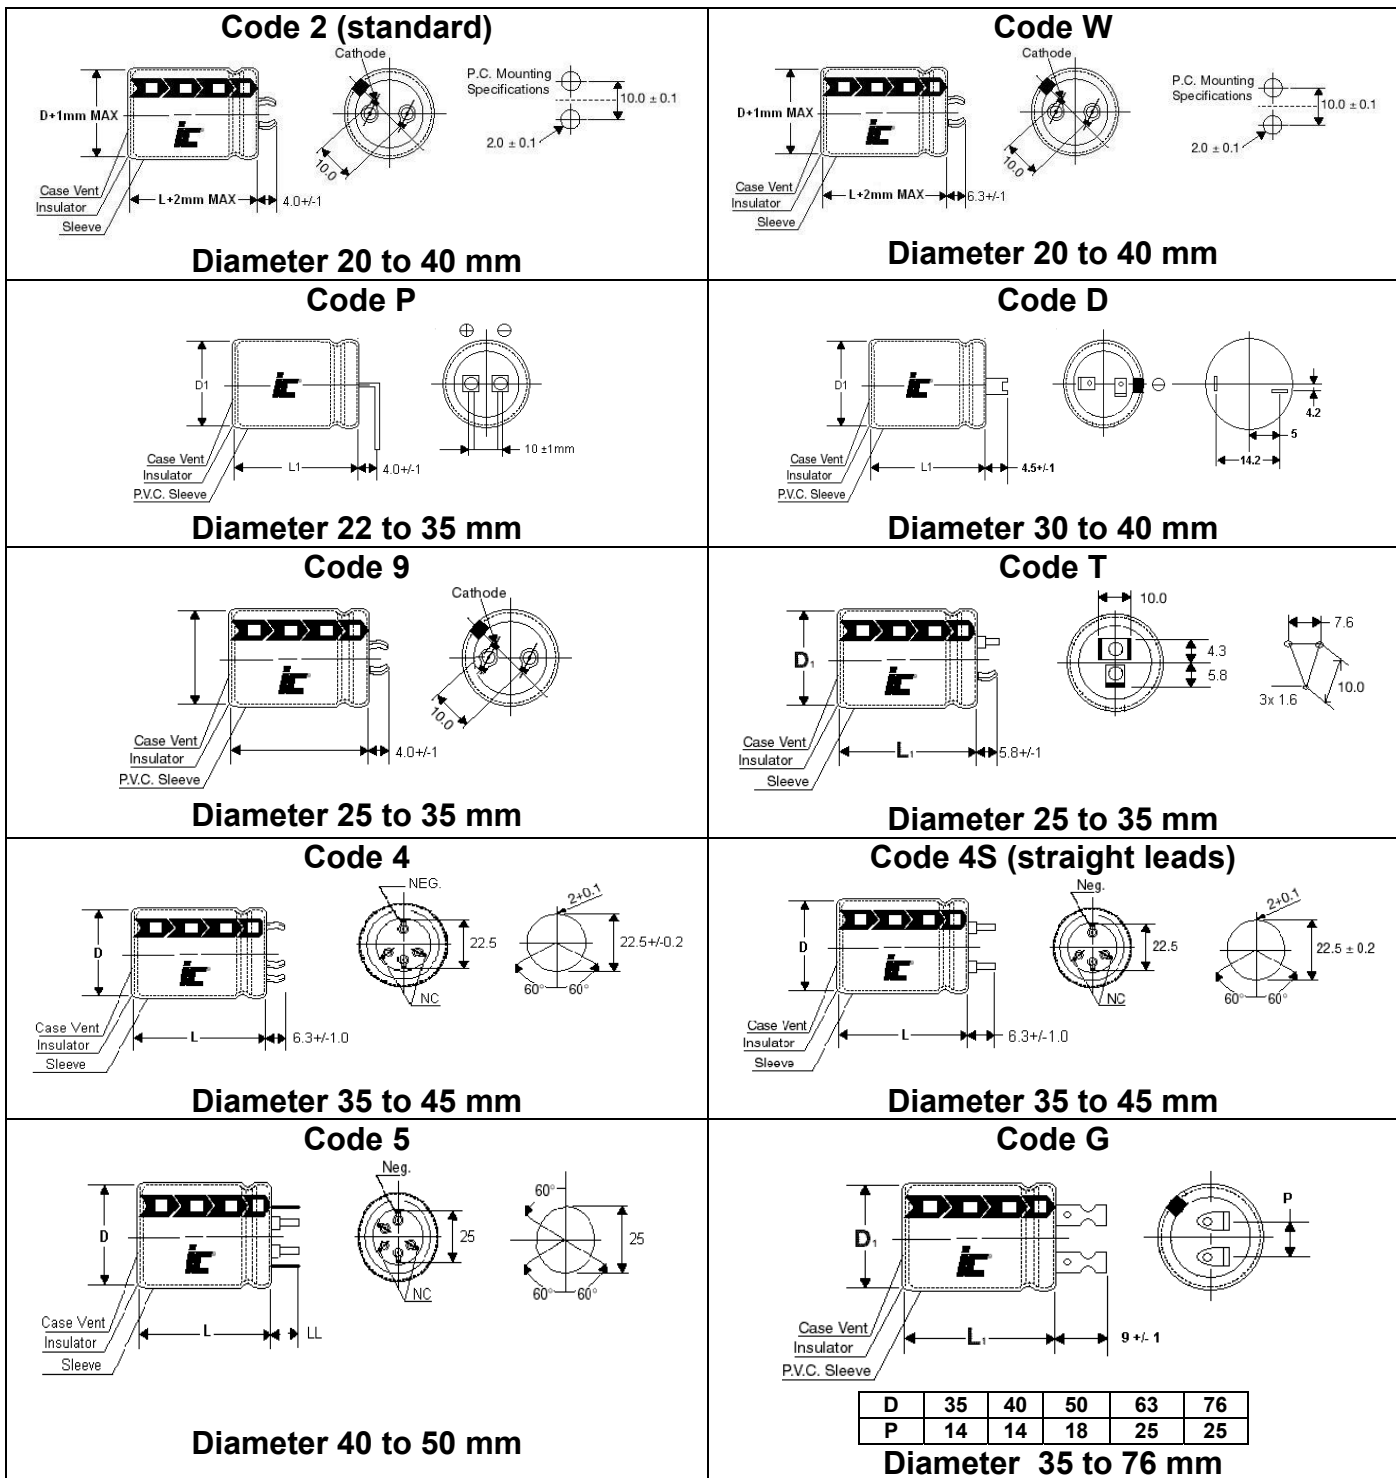 Code 2 (standard)
Cathode
P.C. Mounting
Specifications
D+1mm MAX
10.0 ± 0.1
ic
2.0 ± 0.1
10.0
Case Vent
Insulator
L+2mm MAX
4.0+/-1
Sleeve
Diameter 20 to 40 mm
Code W
Cathode
P.C. Mounting
Specifications
D+1mm MAX
10.0 ± 0.1
ic
2.0 ± 0.1
10.0
Case Vent
Insulator
L+2mm MAX
6.3+/-1
Sleeve
Diameter 20 to 40 mm
Code P
⊕ ⊖
D1
ic
10 ±1mm
Case Vent
Insulator
L1
4.0+/-1
P.V.C. Sleeve
Diameter 22 to 35 mm
Code D
D1
ic
⊖
4.2
5
14.2
Case Vent
Insulator
L1
4.5+/-1
P.V.C. Sleeve
Diameter 30 to 40 mm
Code 9
Cathode
ic
10.0
Case Vent
Insulator
4.0+/-1
P.V.C. Sleeve
Diameter 25 to 35 mm
Code T
10.0
7.6
D1
4.3
5.8
10.0
3x 1.6
ic
Case Vent
Insulator
L1
5.8+/-1
Sleeve
Diameter 25 to 35 mm
Code 4
NEG.
2+0.1
D
22.5
22.5+/-0.2
ic
60° 60°
NC
Case Vent
Insulator
L
6.3+/-1.0
Sleeve
Diameter 35 to 45 mm
Code 4S (straight leads)
Neg.
2+0.1
D
22.5
22.5 ± 0.2
ic
60° 60°
NC
Case Vent
Insulator
L
6.3+/-1.0
Sleeve
Diameter 35 to 45 mm
Code 5
Neg.
60°
D
25
25
ic
60° 60°
NC
Case Vent
Insulator
L
LL
Sleeve
Diameter 40 to 50 mm
Code G
P
D1
ic
Case Vent
Insulator
L1
9 +/- 1
P.V.C. Sleeve
D 35 40 50 63 76
P 14 14 18 25 25
Diameter 35 to 76 mm